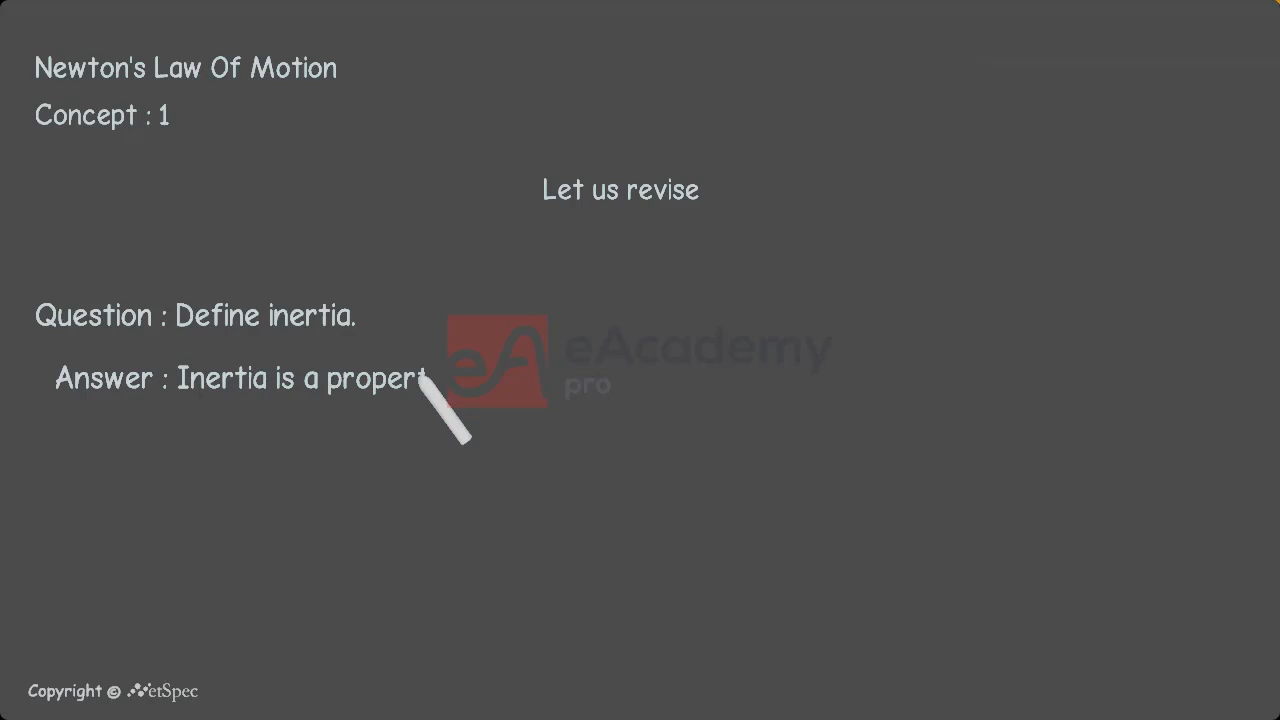 Newton's Law Of Motion
Concept : 1
Let us revise
Question : Define inertia.
eAcademy
Answer : Inertia is a propert
pro
Copyright © NetSpec